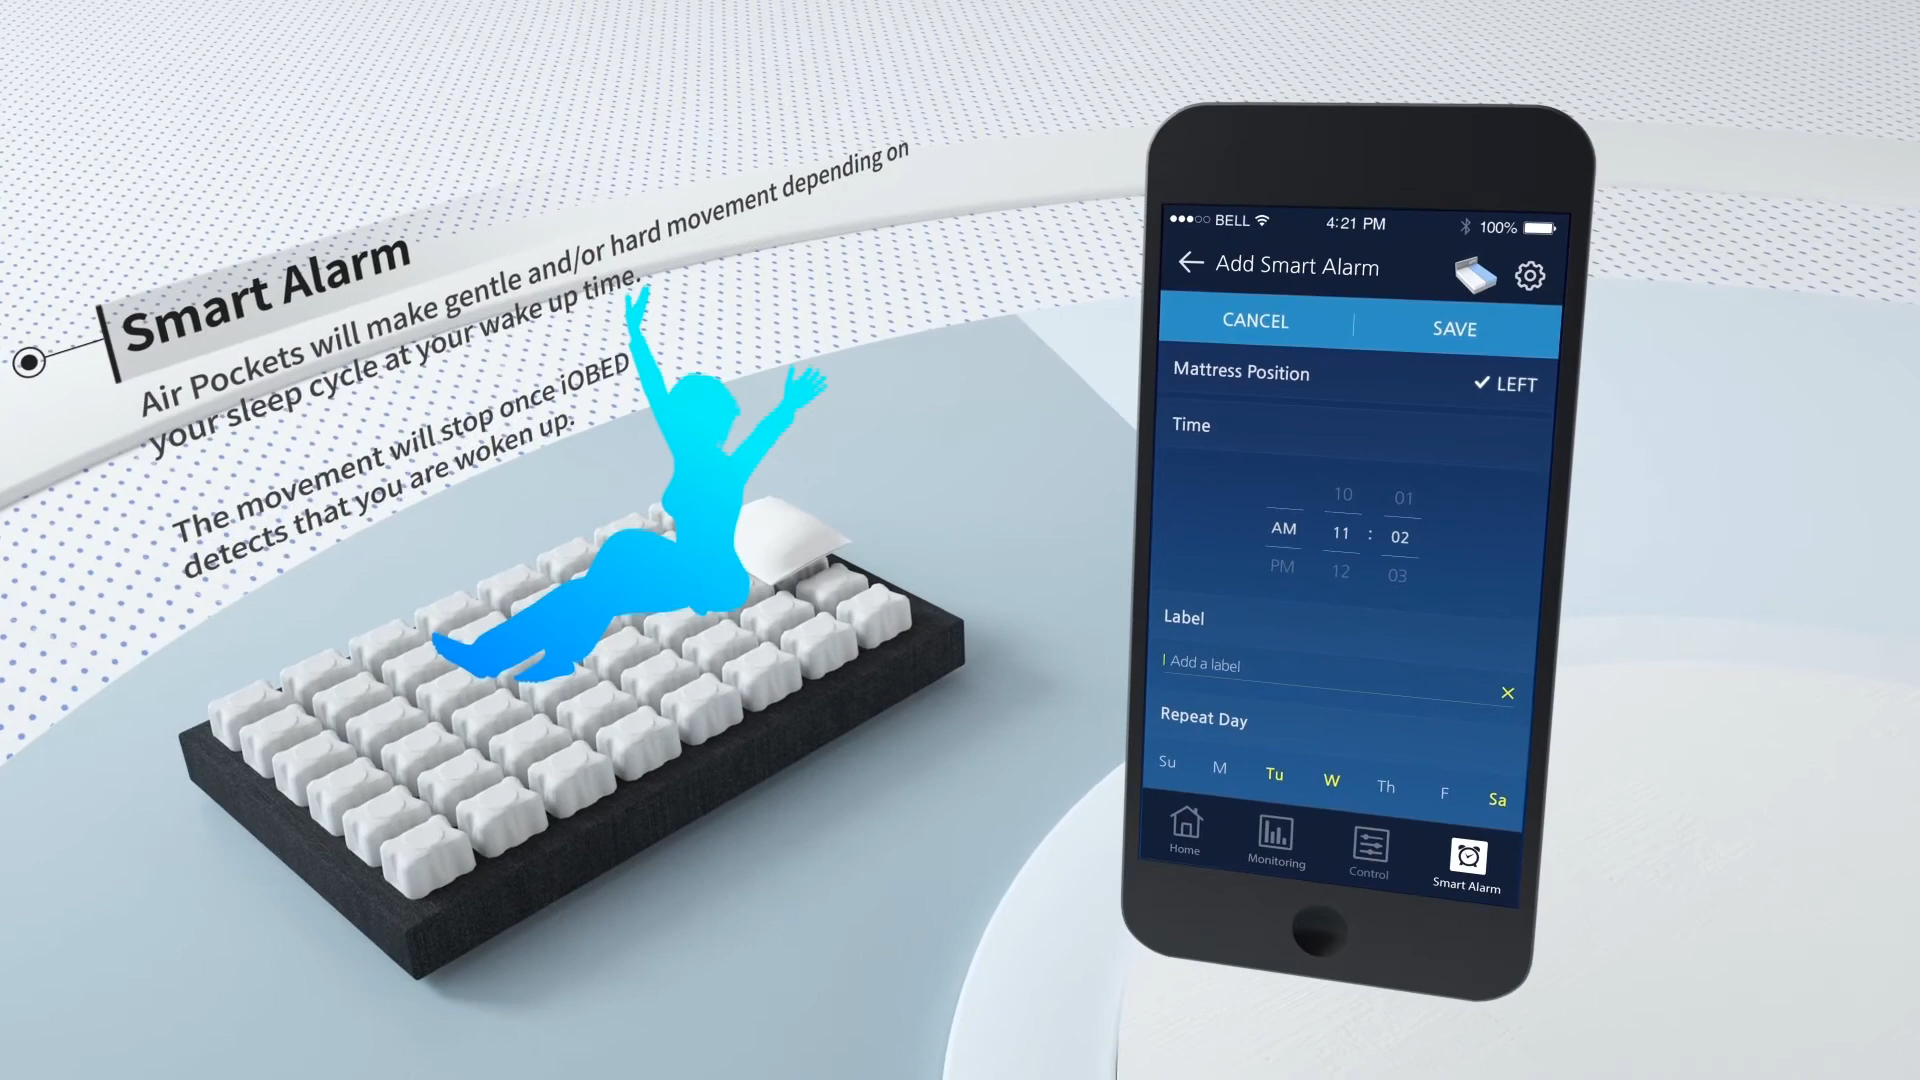 Smart Alarm
Air Pockets will make gentle and/or hard movement depending on
your sleep cycle at your wake up time.
The movement will stop once iOBED
detects that you are woken up.
BELL 4:21 PM 100%
Add Smart Alarm
CANCEL SAVE
Mattress Position LEFT
Time
10 01
AM 11 : 02
PM 12 03
Label
Add a label
Repeat Day
Su M Tu W Th F Sa
Home Monitoring Control Smart Alarm